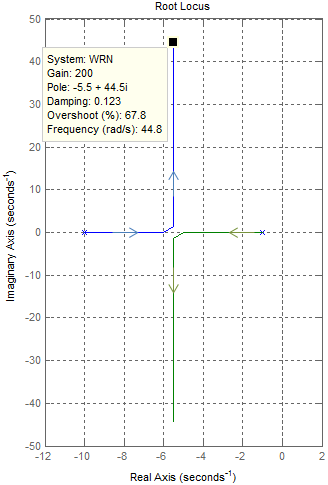 Root Locus
50
40
30
20
10
0
-10
-20
-30
-40
-50
System: WRN
Gain: 200
Pole: -5.5 + 44.5i
Damping: 0.123
Overshoot (%): 67.8
Frequency (rad/s): 44.8
Imaginary Axis (seconds⁻¹)
-12 -10 -8 -6 -4 -2 0 2
Real Axis (seconds⁻¹)